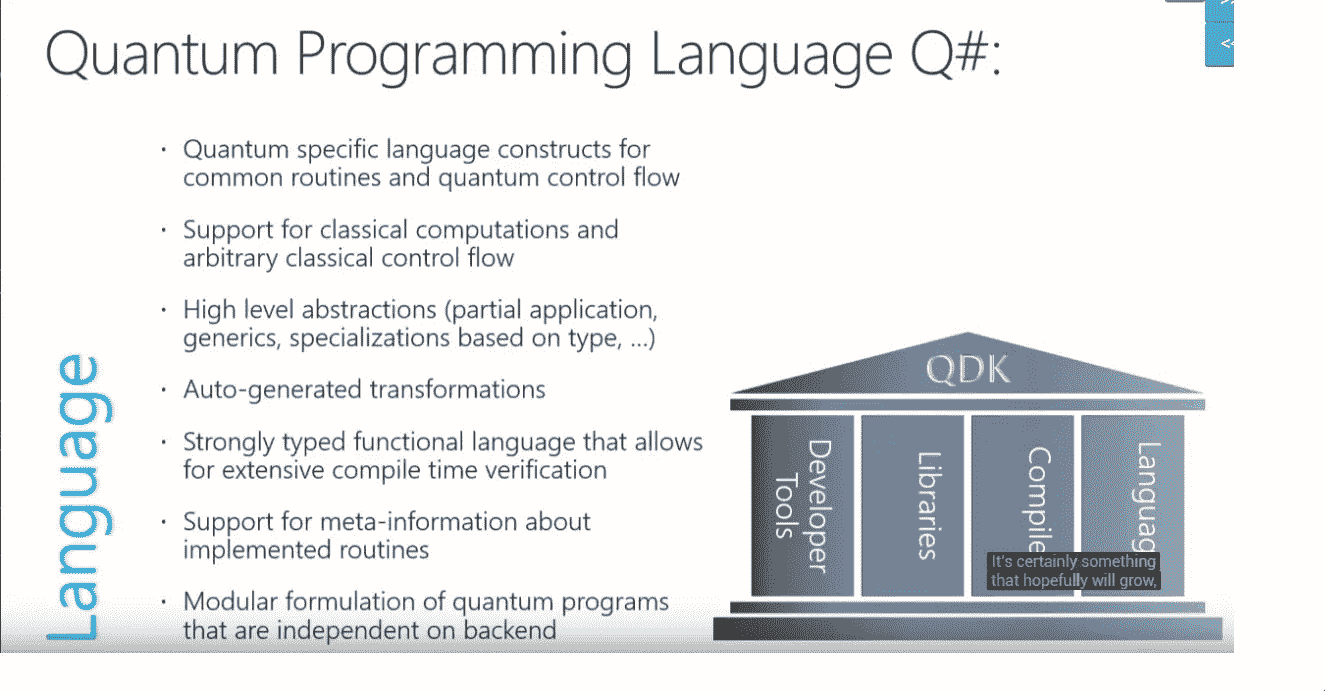 Quantum Programming Language Q#:
· Quantum specific language constructs for
common routines and quantum control flow
· Support for classical computations and
arbitrary classical control flow
· High level abstractions (partial application,
generics, specializations based on type, ...)
· Auto-generated transformations
· Strongly typed functional language that allows
for extensive compile time verification
· Support for meta-information about
implemented routines
· Modular formulation of quantum programs
that are independent on backend
Language
QDK
Developer
Tools
Libraries
Compile
Languag
It's certainly something
that hopefully will grow,